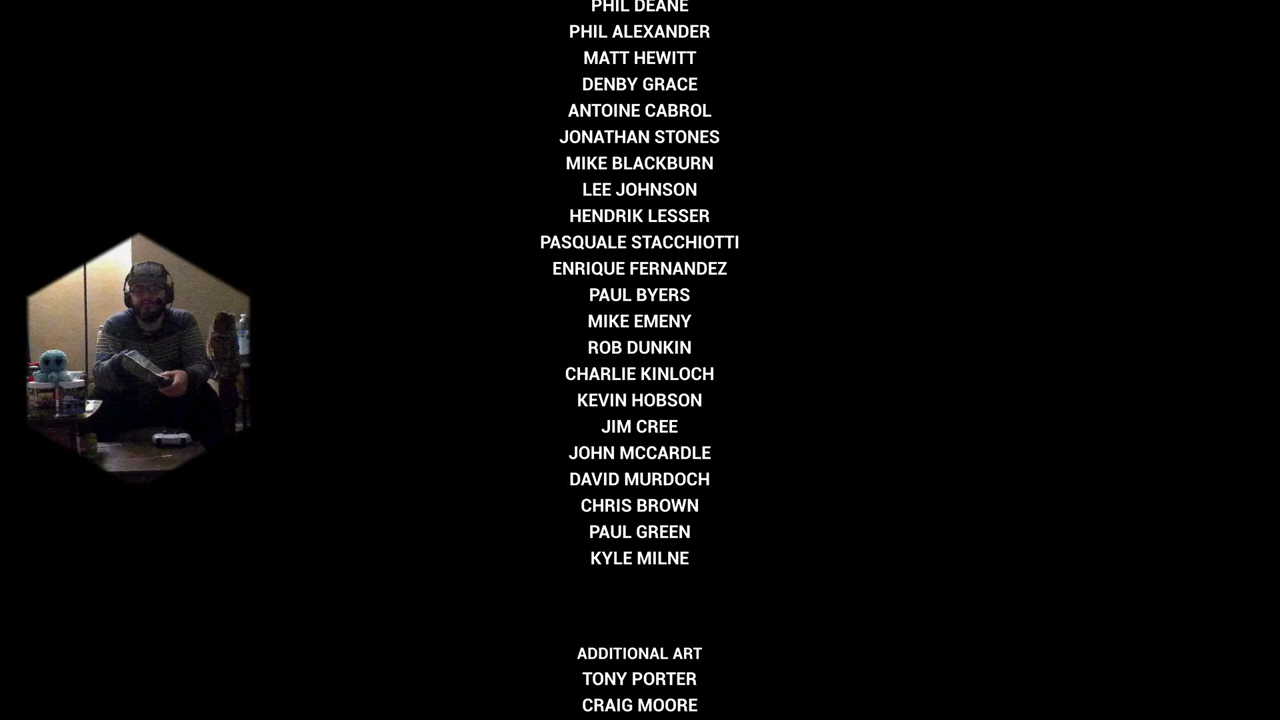 PHIL DEANE
PHIL ALEXANDER
MATT HEWITT
DENBY GRACE
ANTOINE CABROL
JONATHAN STONES
MIKE BLACKBURN
LEE JOHNSON
HENDRIK LESSER
PASQUALE STACCHIOTTI
ENRIQUE FERNANDEZ
PAUL BYERS
MIKE EMENY
ROB DUNKIN
CHARLIE KINLOCH
KEVIN HOBSON
JIM CREE
JOHN MCCARDLE
DAVID MURDOCH
CHRIS BROWN
PAUL GREEN
KYLE MILNE
ADDITIONAL ART
TONY PORTER
CRAIG MOORE